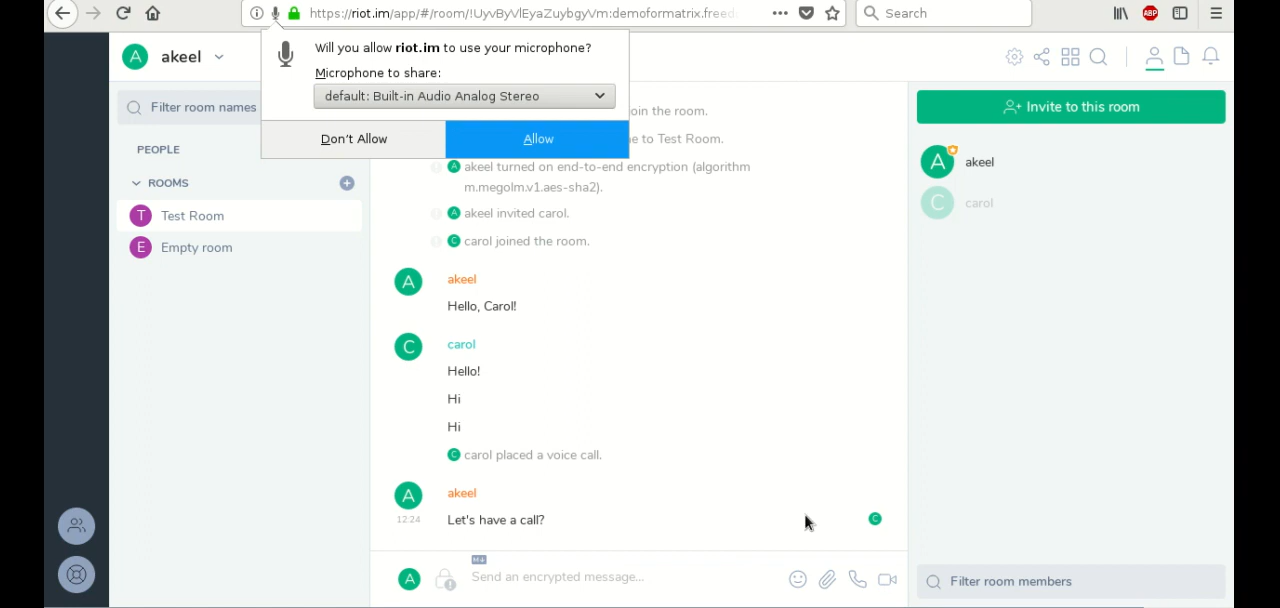 https://riot.im/app/#/room/!UyvByVlEyaZuybgyVm:demoformatrix.freed
Search
ABP
A akeel
Will you allow riot.im to use your microphone?
Microphone to share:
default: Built-in Audio Analog Stereo
Don't Allow
Allow
Filter room names
PEOPLE
ROOMS
T Test Room
E Empty room
oin the room.
e to Test Room.
A akeel turned on end-to-end encryption (algorithm
m.megolm.v1.aes-sha2).
A akeel invited carol.
C carol joined the room.
A akeel
Hello, Carol!
C carol
Hello!
Hi
Hi
C carol placed a voice call.
A akeel
12:24 Let's have a call? C
M
A Send an encrypted message...
Invite to this room
A akeel
C carol
Filter room members